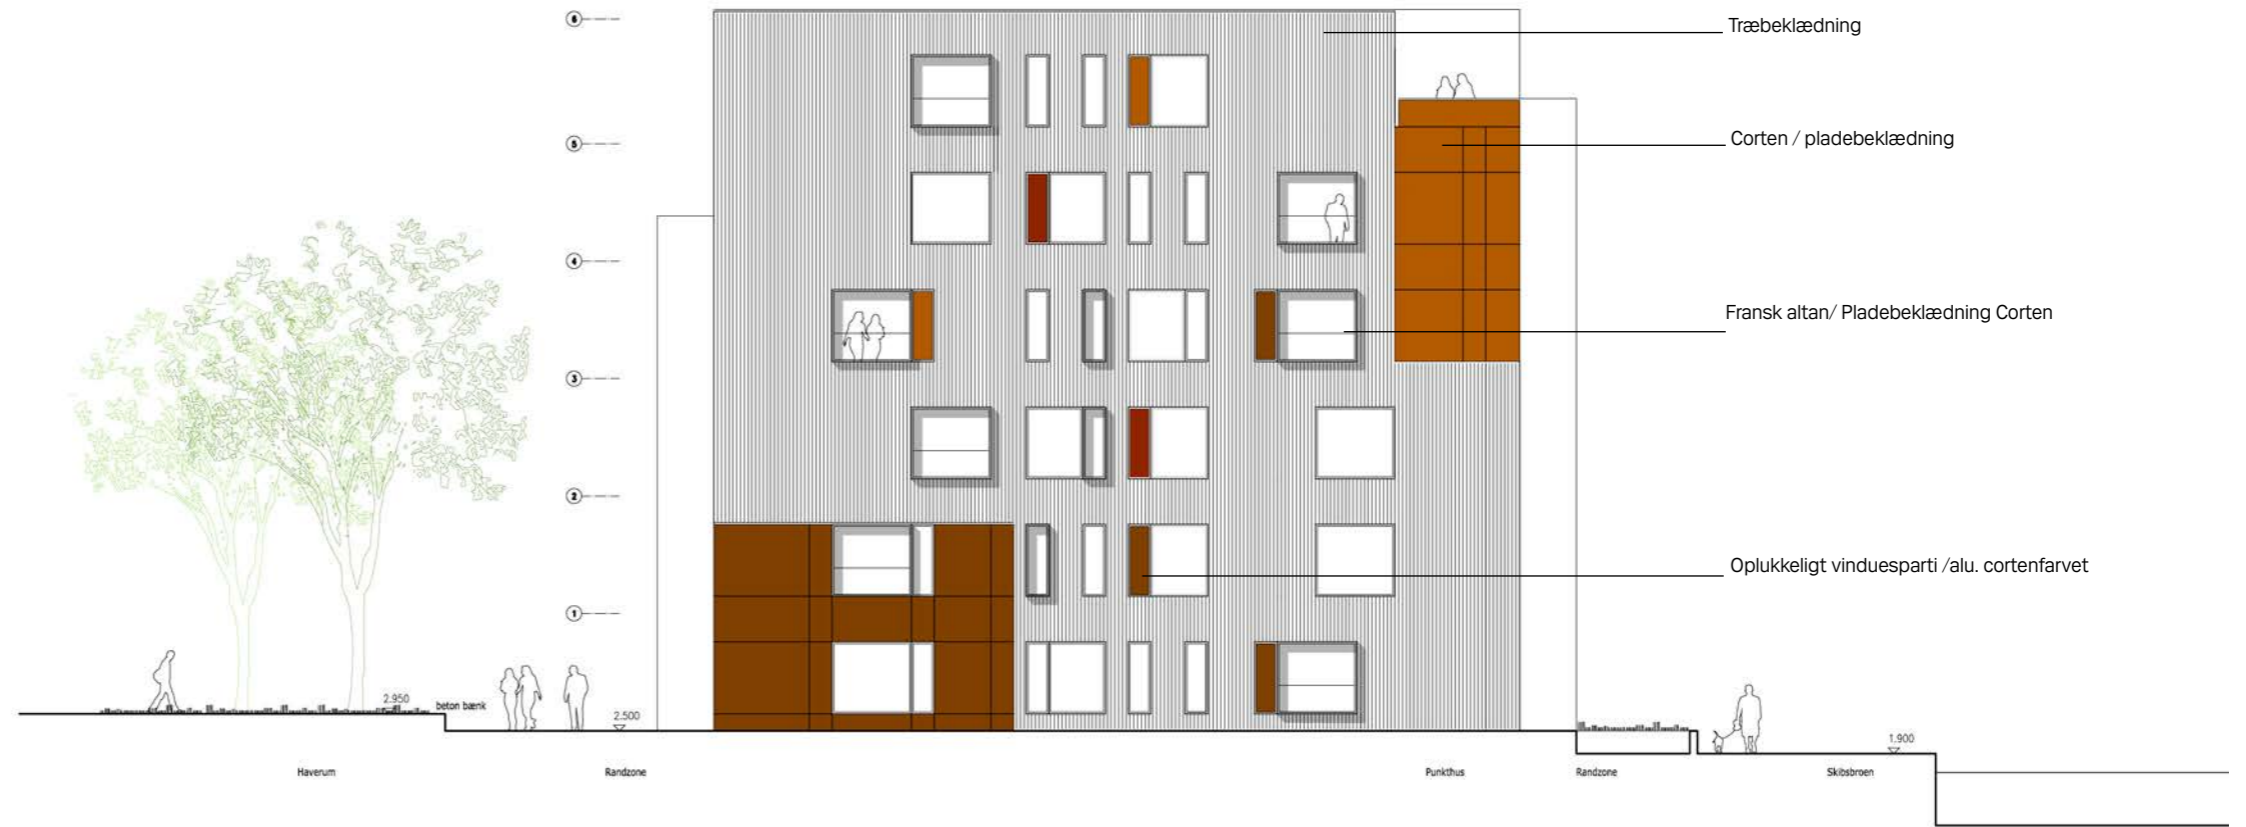 6
Træbeklædning
5
Corten / pladebeklædning
4
Fransk altan/ Pladebeklædning Corten
3
2
Oplukkeligt vinduesparti /alu. cortenfarvet
1
2.950
beton bænk
2.500
1.900
Haverum
Randzone
Punkthus
Randzone
Skibsbroen